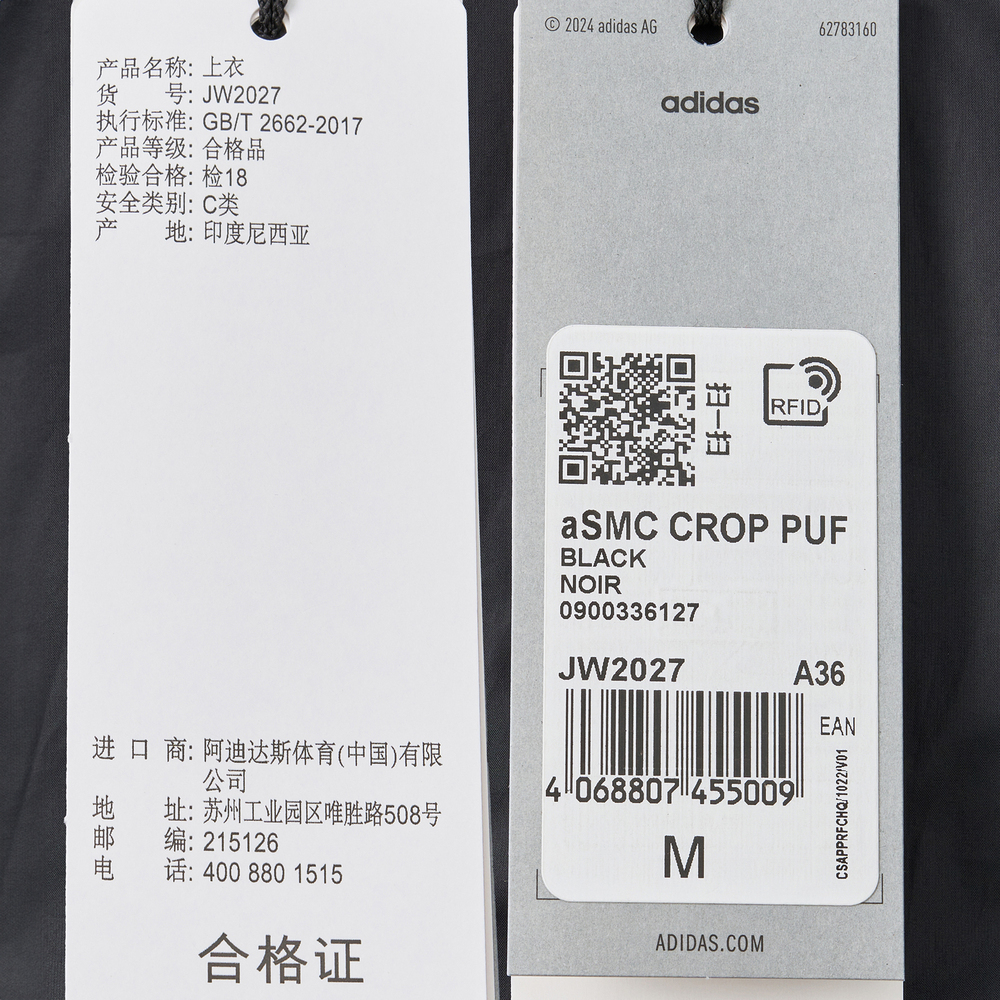 产品名称: 上衣
货 号: JW2027
执行标准: GB/T 2662-2017
产品等级: 合格品
检验合格: 检18
安全类别: C类
产 地: 印度尼西亚
进 口 商: 阿迪达斯体育(中国)有限
公司
地 址: 苏州工业园区唯胜路508号
邮 编: 215126
电 话: 400 880 1515
合格证
© 2024 adidas AG
62783160
adidas
扫一扫
RFID
aSMC CROP PUF
BLACK
NOIR
0900336127
JW2027 A36
EAN
4 068807 455009
CSAPPRFCHQ/1022/V01
M
ADIDAS.COM